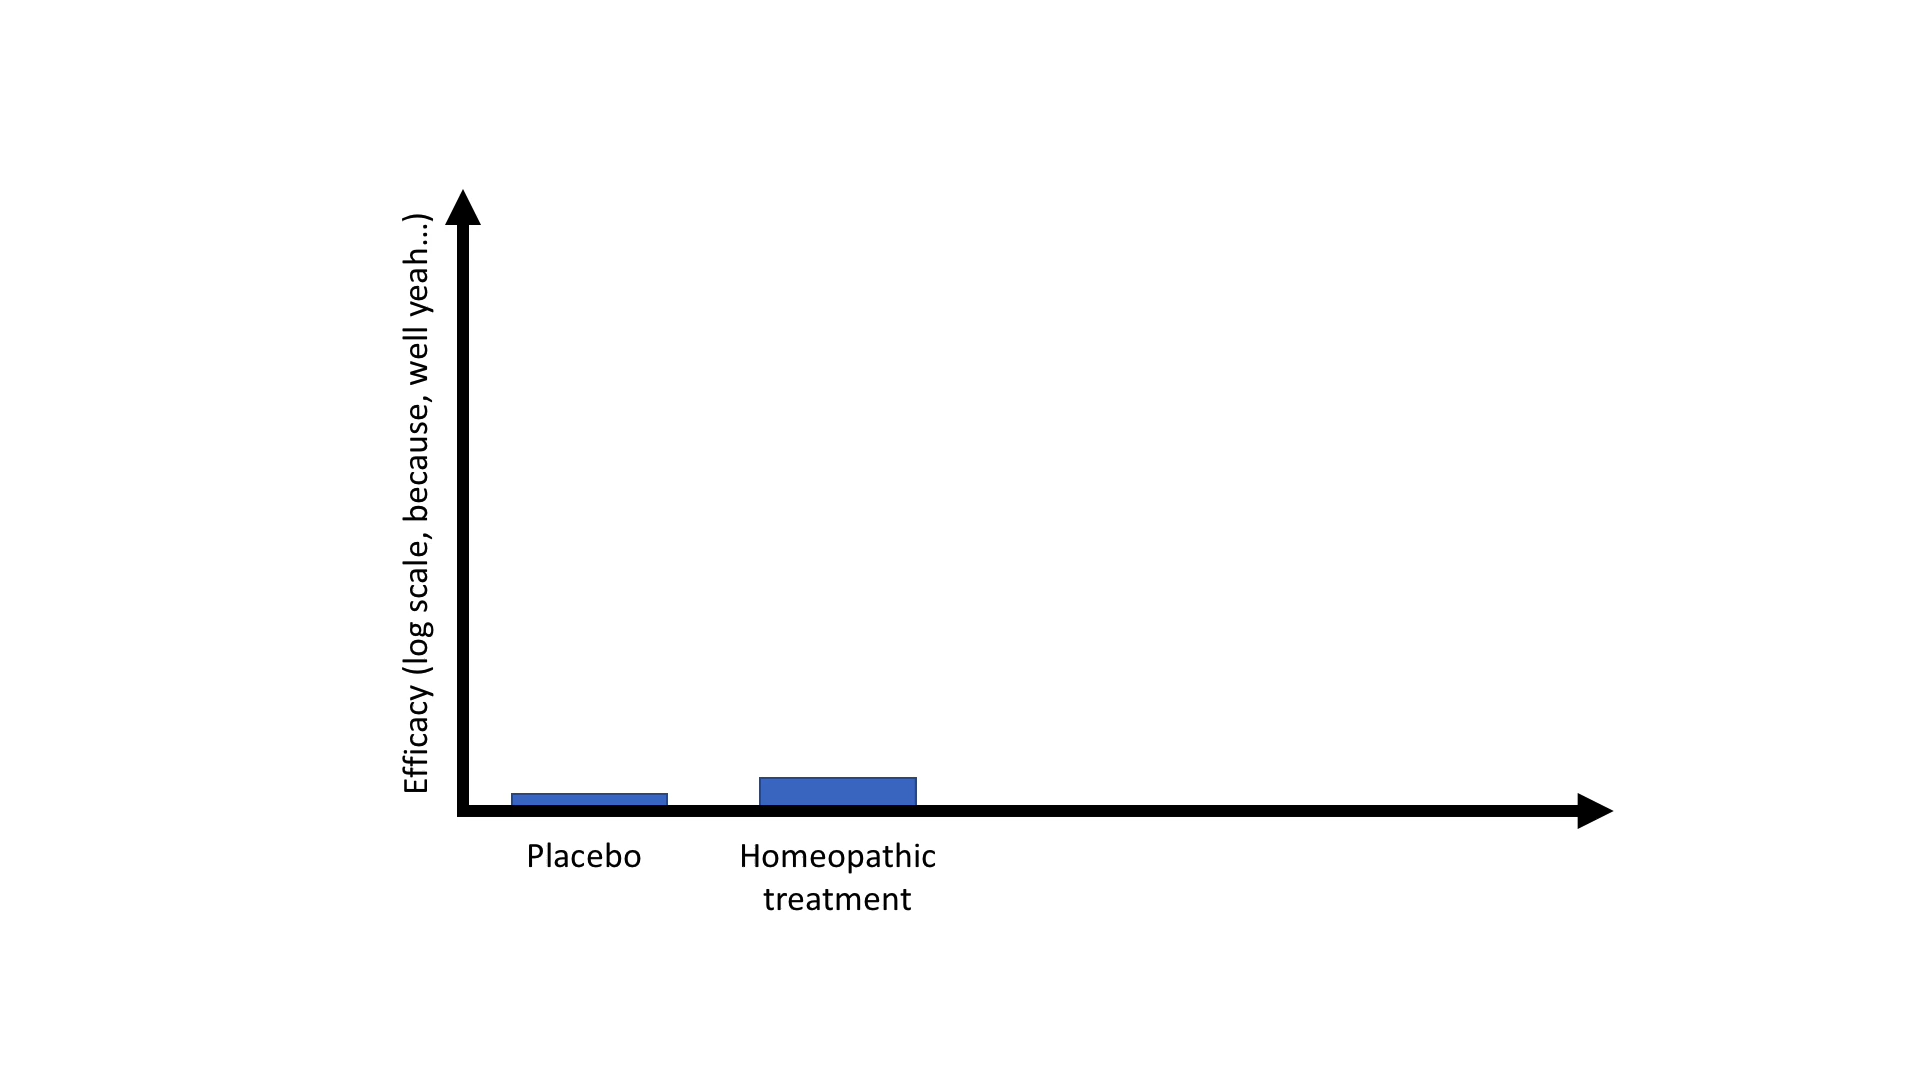 Efficacy (log scale, because, well yeah...)
Placebo
Homeopathic
treatment